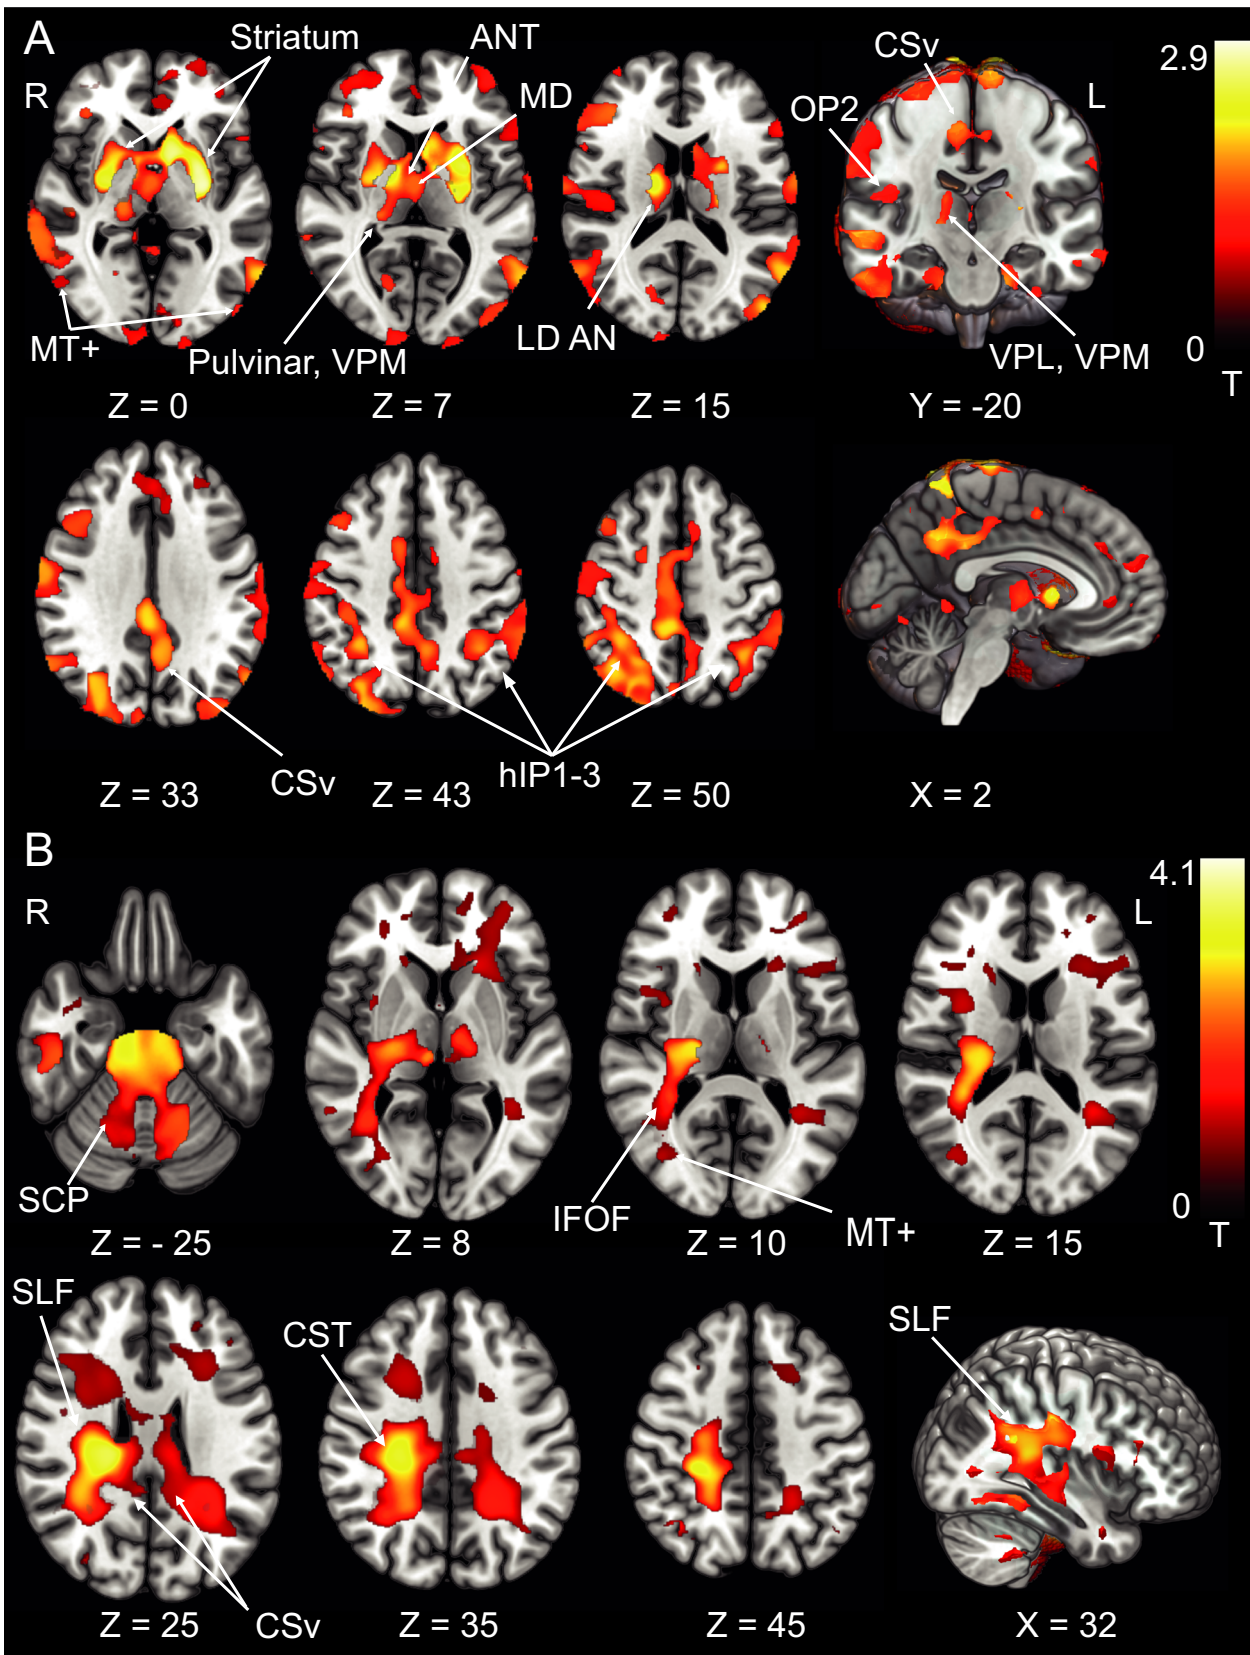 A
Striatum
ANT
CSv
2.9
R
MD
OP2
L
MT+
Pulvinar, VPM
LD AN
VPL, VPM
0
T
Z = 0
Z = 7
Z = 15
Y = -20
CSv
hIP1-3
Z = 33
Z = 43
Z = 50
X = 2
B
4.1
R
L
SCP
IFOF
MT+
0
T
Z = - 25
Z = 8
Z = 10
Z = 15
SLF
CST
SLF
CSv
Z = 25
Z = 35
Z = 45
X = 32